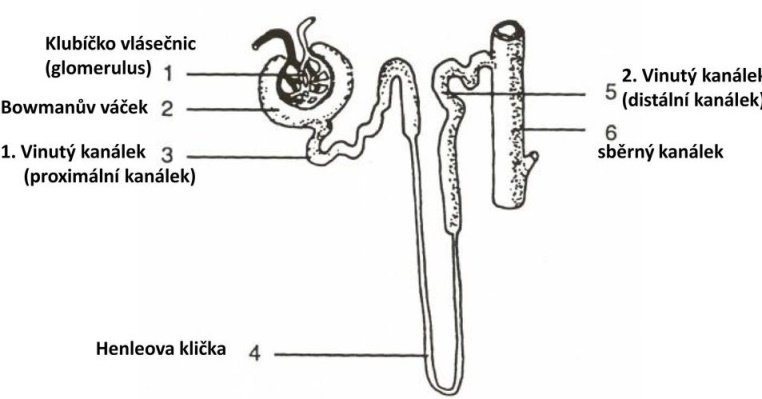 Klubíčko vlásečnic
(glomerulus) 1
Bowmanův váček 2
1. Vinutý kanálek 3
(proximální kanálek)
Henleova klička 4
2. Vinutý kanálek
5 (distální kanálek)
6
sběrný kanálek